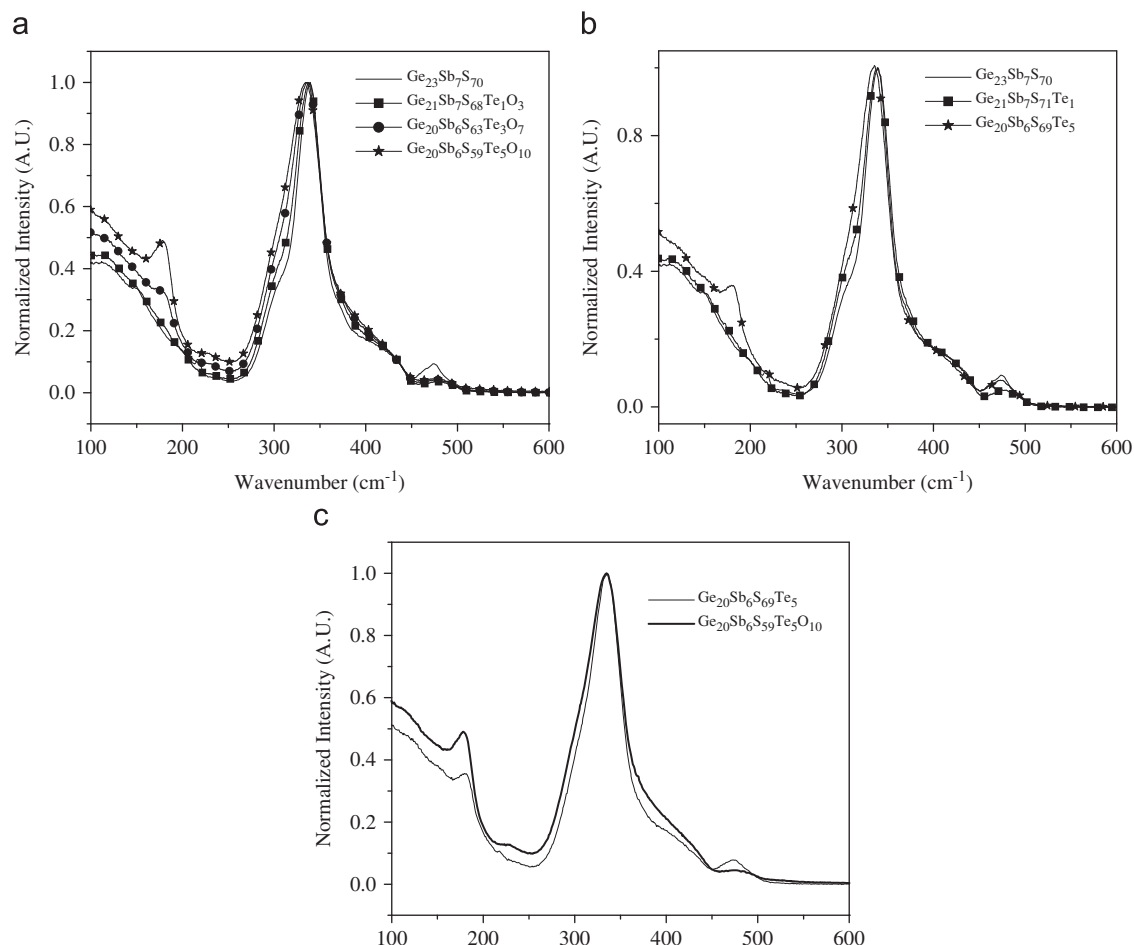 a
Ge23Sb7S70
Ge21Sb7S68Te1O3
Ge20Sb6S63Te3O7
Ge20Sb6S59Te5O10
1.0
0.8
0.6
0.4
0.2
0.0
Normalized Intensity (A.U.)
100 200 300 400 500 600
Wavenumber (cm-1)
b
Ge23Sb7S70
Ge21Sb7S71Te1
Ge20Sb6S69Te5
0.8
0.4
0.0
Normalized Intensity (A.U.)
100 200 300 400 500 600
Wavenumber (cm-1)
c
Ge20Sb6S69Te5
Ge20Sb6S59Te5O10
1.0
0.8
0.6
0.4
0.2
0.0
Normalized Intensity (A.U.)
100 200 300 400 500 600